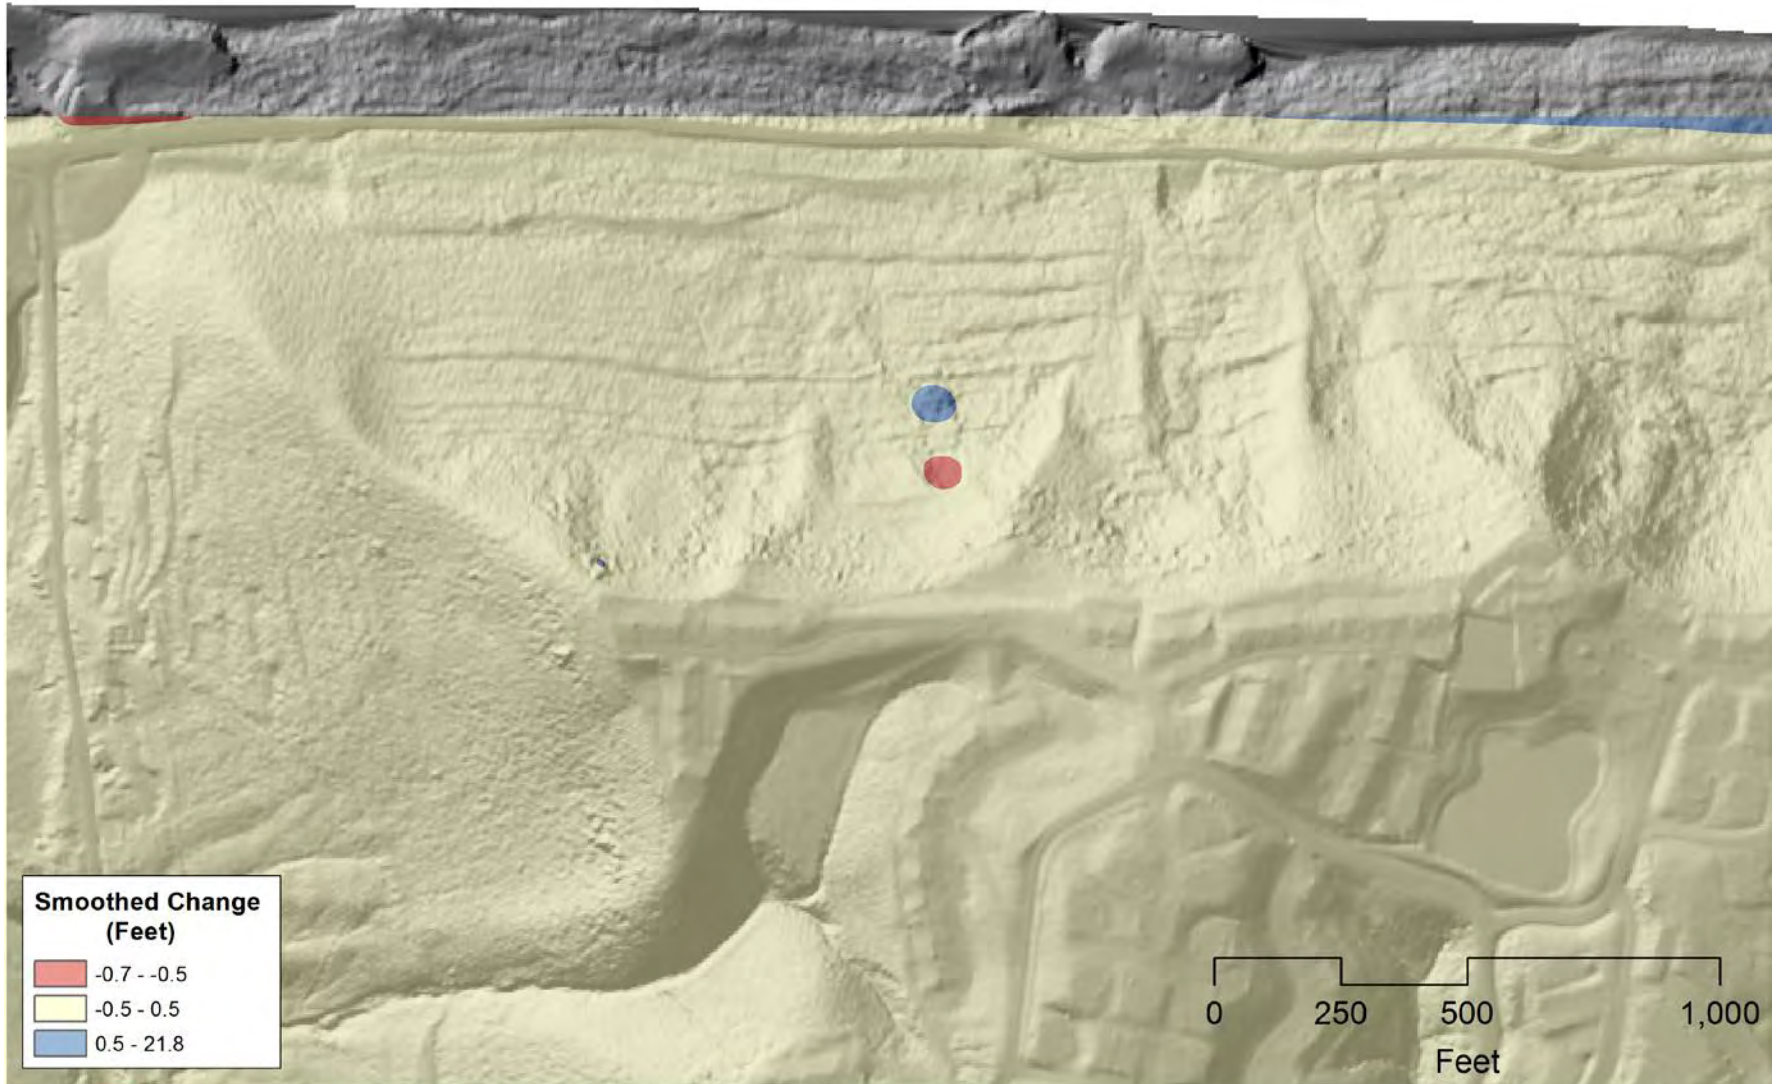 Smoothed Change
(Feet)
-0.7 - -0.5
-0.5 - 0.5
0.5 - 21.8
0 250 500 1,000
Feet